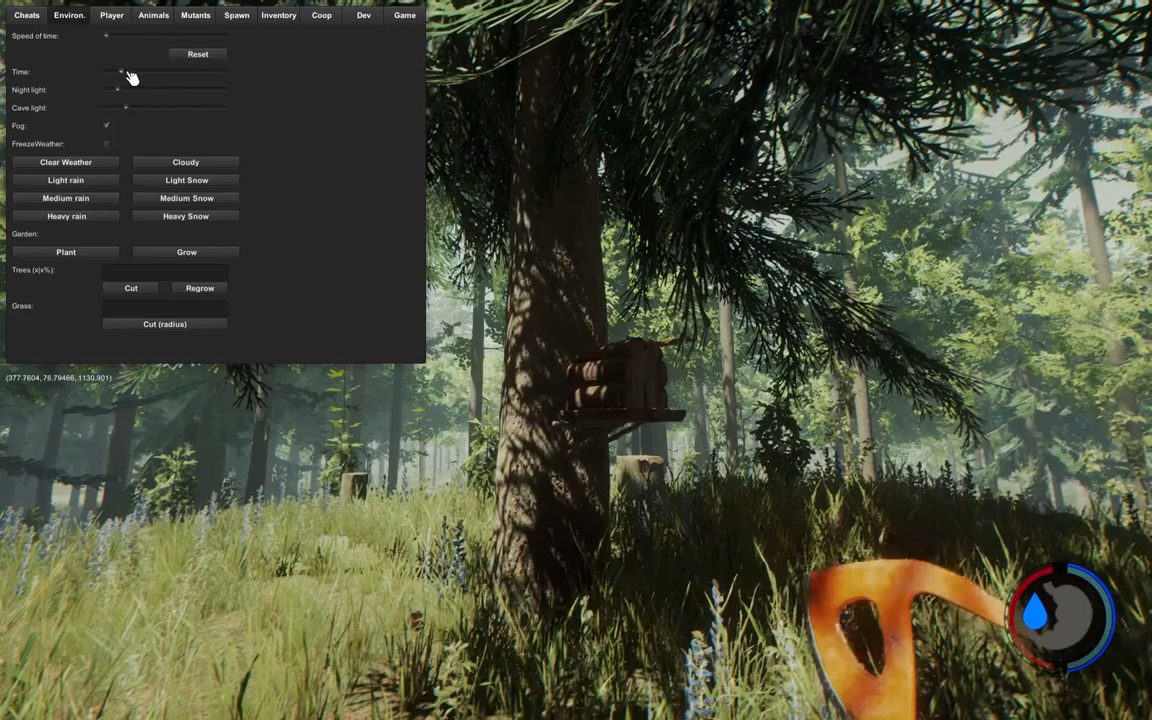 Cheats Environ. Player Animals Mutants Spawn Inventory Coop Dev Game
Speed of time:
Reset
Time:
Night light:
Cave light:
Fog:
FreezeWeather:
Clear Weather Cloudy
Light rain Light Snow
Medium rain Medium Snow
Heavy rain Heavy Snow
Garden:
Plant Grow
Trees (x|x%):
Cut Regrow
Grass:
Cut (radius)
(377.7604, 76.79466, 1130.901)